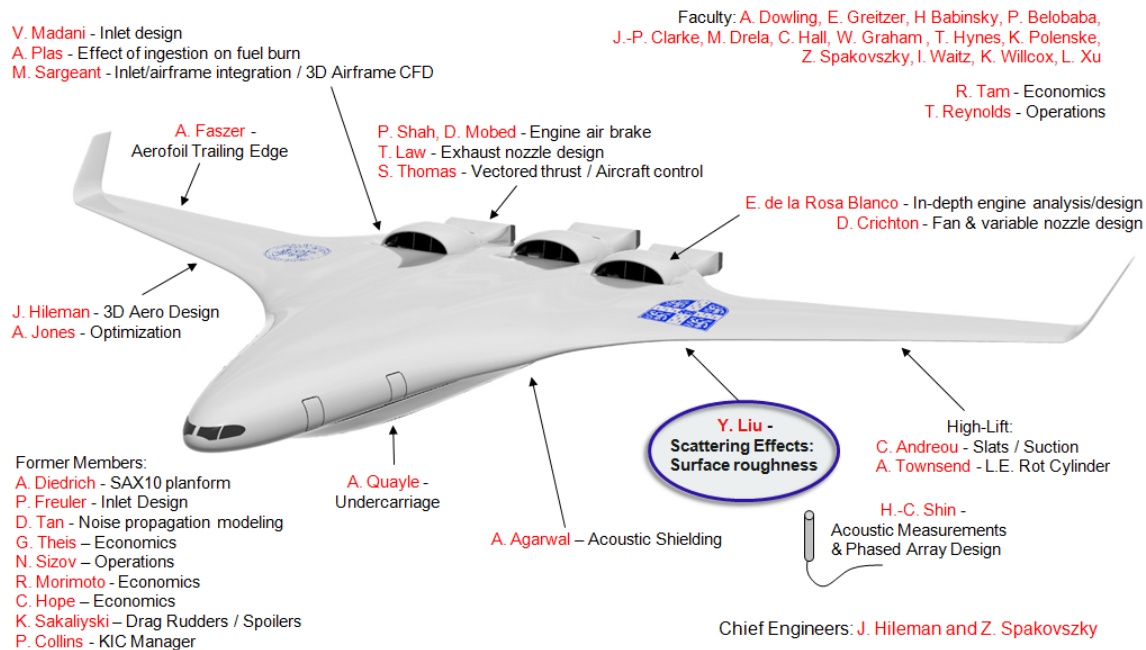 V. Madani - Inlet design
A. Plas - Effect of ingestion on fuel burn
M. Sargeant - Inlet/airframe integration / 3D Airframe CFD
Faculty: A. Dowling, E. Greitzer, H Babinsky, P. Belobaba,
J.-P. Clarke, M. Drela, C. Hall, W. Graham , T. Hynes, K. Polenske,
Z. Spakovszky, I. Waitz, K. Willcox, L. Xu
R. Tam - Economics
T. Reynolds - Operations
A. Faszer -
Aerofoil Trailing Edge
P. Shah, D. Mobed - Engine air brake
T. Law - Exhaust nozzle design
S. Thomas - Vectored thrust / Aircraft control
E. de la Rosa Blanco - In-depth engine analysis/design
D. Crichton - Fan & variable nozzle design
J. Hileman - 3D Aero Design
A. Jones - Optimization
Y. Liu -
Scattering Effects:
Surface roughness
High-Lift:
C. Andreou - Slats / Suction
A. Townsend - L.E. Rot Cylinder
Former Members:
A. Diedrich - SAX10 planform
P. Freuler - Inlet Design
D. Tan - Noise propagation modeling
G. Theis – Economics
N. Sizov – Operations
R. Morimoto - Economics
C. Hope – Economics
K. Sakaliyski – Drag Rudders / Spoilers
P. Collins - KIC Manager
A. Quayle -
Undercarriage
A. Agarwal – Acoustic Shielding
H.-C. Shin -
Acoustic Measurements
& Phased Array Design
Chief Engineers: J. Hileman and Z. Spakovszky